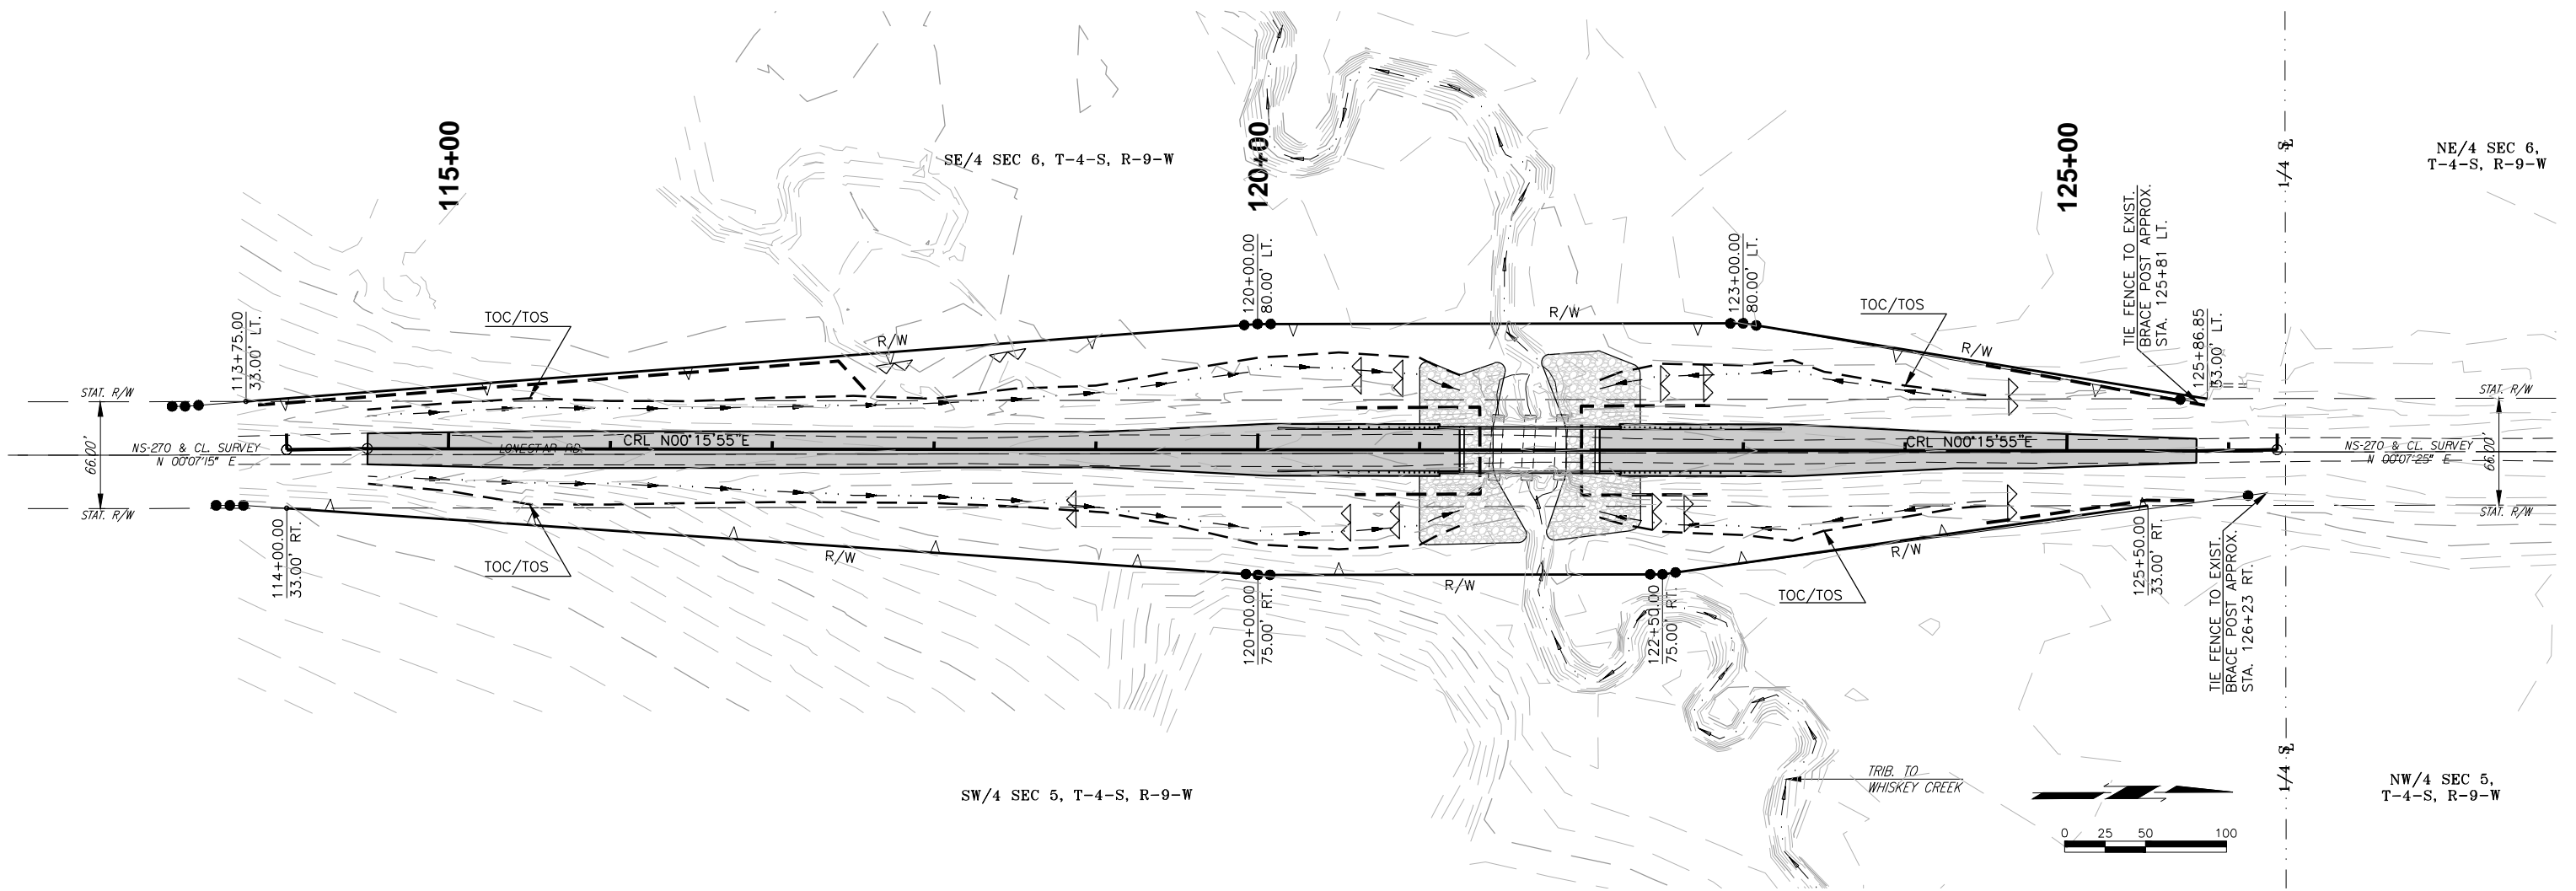 115+00
120+00
125+00
SE/4 SEC 6, T-4-S, R-9-W
NE/4 SEC 6,
T-4-S, R-9-W
1/4 SL
TIE FENCE TO EXIST.
BRACE POST APPROX.
STA. 125+81 LT.
113+75.00
33.00' LT.
TOC/TOS
R/W
120+00.00
80.00' LT.
R/W
123+00.00
80.00' LT.
TOC/TOS
R/W
125+86.85
33.00' LT.
STAT. R/W
STAT. R/W
66.00'
NS-270 & CL. SURVEY
N 00°07'15" E
LONESTAR RD.
CRL N00°15'55"E
CRL N00°15'55"E
NS-270 & CL. SURVEY
N 00°07'25" E
66.00'
STAT. R/W
STAT. R/W
114+00.00
33.00' RT.
TOC/TOS
R/W
120+00.00
75.00' RT.
R/W
122+50.00
75.00' RT.
TOC/TOS
R/W
125+50.00
33.00' RT.
TIE FENCE TO EXIST.
BRACE POST APPROX.
STA. 126+23 RT.
SW/4 SEC 5, T-4-S, R-9-W
TRIB. TO
WHISKEY CREEK
1/4 SL
NW/4 SEC 5,
T-4-S, R-9-W
0 25 50 100